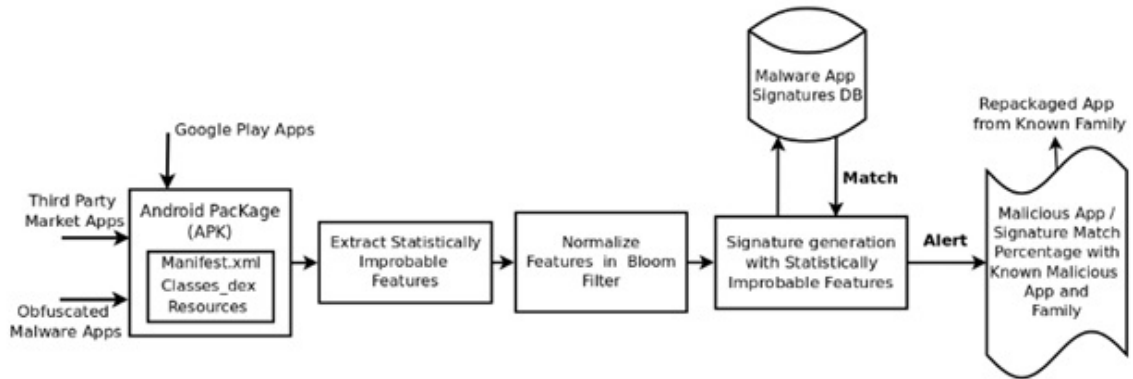 Google Play Apps
Third Party
Market Apps
Obfuscated
Malware Apps
Android PacKage
(APK)
Manifest.xml
Classes_dex
Resources
Extract Statistically
Improbable
Features
Normalize
Features in Bloom
Filter
Malware App
Signatures DB
Match
Signature generation
with Statistically
Improbable Features
Alert
Repackaged App
from Known Family
Malicious App /
Signature Match
Percentage with
Known Malicious
App and
Family